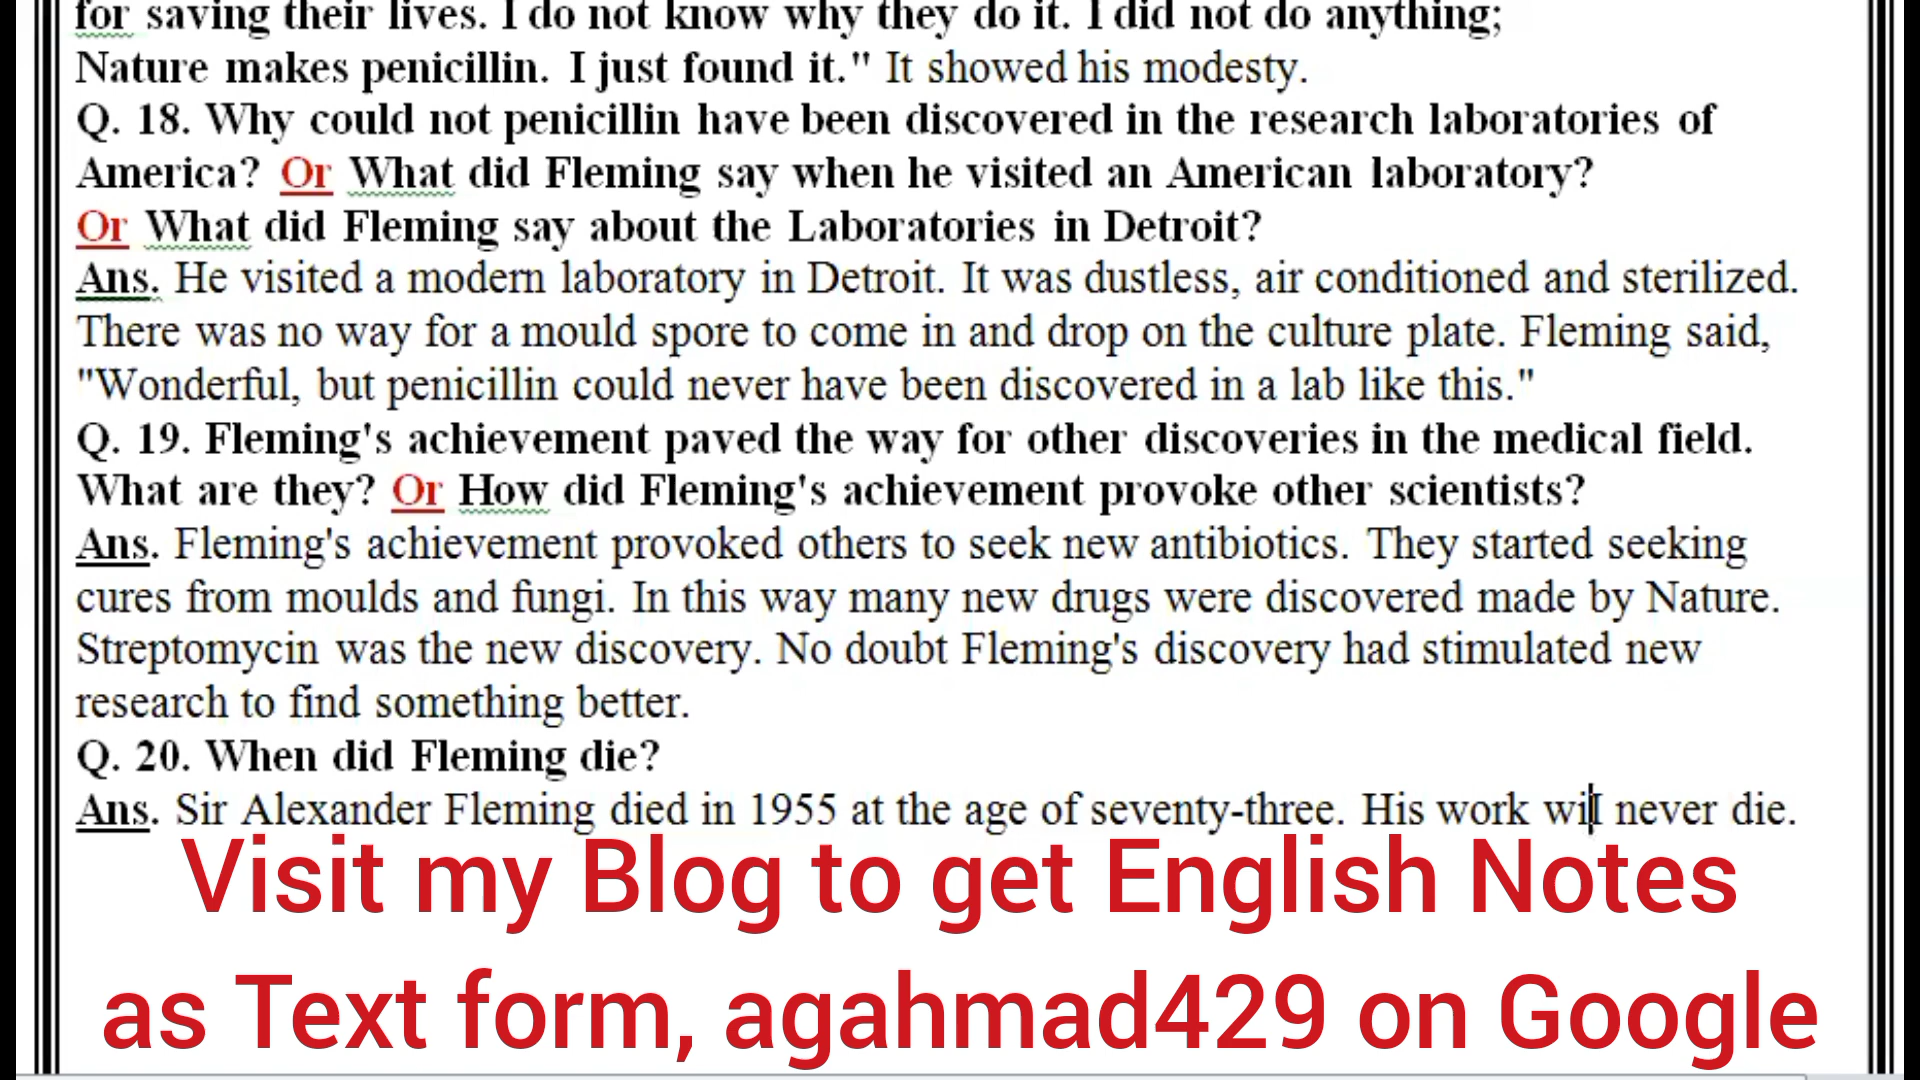 for saving their lives. I do not know why they do it. I did not do anything;
Nature makes penicillin. I just found it." It showed his modesty.
Q. 18. Why could not penicillin have been discovered in the research laboratories of
America? Or What did Fleming say when he visited an American laboratory?
Or What did Fleming say about the Laboratories in Detroit?
Ans. He visited a modern laboratory in Detroit. It was dustless, air conditioned and sterilized.
There was no way for a mould spore to come in and drop on the culture plate. Fleming said,
"Wonderful, but penicillin could never have been discovered in a lab like this."
Q. 19. Fleming's achievement paved the way for other discoveries in the medical field.
What are they? Or How did Fleming's achievement provoke other scientists?
Ans. Fleming's achievement provoked others to seek new antibiotics. They started seeking
cures from moulds and fungi. In this way many new drugs were discovered made by Nature.
Streptomycin was the new discovery. No doubt Fleming's discovery had stimulated new
research to find something better.
Q. 20. When did Fleming die?
Ans. Sir Alexander Fleming died in 1955 at the age of seventy-three. His work will never die.
Visit my Blog to get English Notes
as Text form, agahmad429 on Google